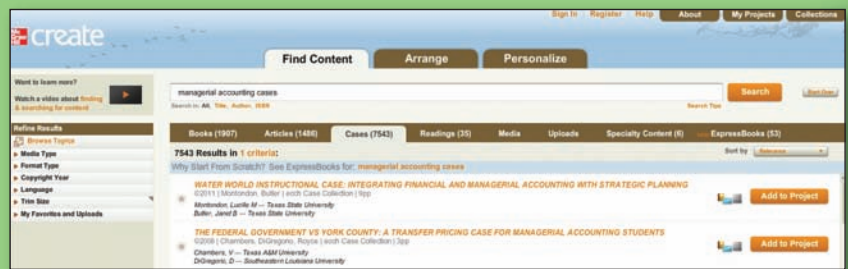 Sign In Register Help About My Projects Collections
create
Find Content Arrange Personalize
Want to learn more?
Watch a video about finding
& searching for content
managerial accounting cases
Search
Start Over
Search in: All, Title, Author, ISBN
Search Tips
Refine Results
Browse Topics
Media Type
Format Type
Copyright Year
Language
Trim Size
My Favorites and Uploads
Books (1907) Articles (1486) Cases (7543) Readings (35) Media Uploads Specialty Content (6) ExpressBooks (53)
7543 Results in 1 criteria:
Sort by Relevance
Why Start From Scratch? See ExpressBooks for: managerial accounting cases
WATER WORLD INSTRUCTIONAL CASE: INTEGRATING FINANCIAL AND MANAGERIAL ACCOUNTING WITH STRATEGIC PLANNING
©2011 | Montondon, Butler | Case Collection | 9pp
Montondon, Lucille M — Texas State University
Butler, Janet B — Texas State University
Add to Project
THE FEDERAL GOVERNMENT VS YORK COUNTY: A TRANSFER PRICING CASE FOR MANAGERIAL ACCOUNTING STUDENTS
©2008 | Chambers, DiGregorio, Royce | Case Collection | 3pp
Chambers, V — Texas A&M University
DiGregorio, D — Southeastern Louisiana University
Add to Project